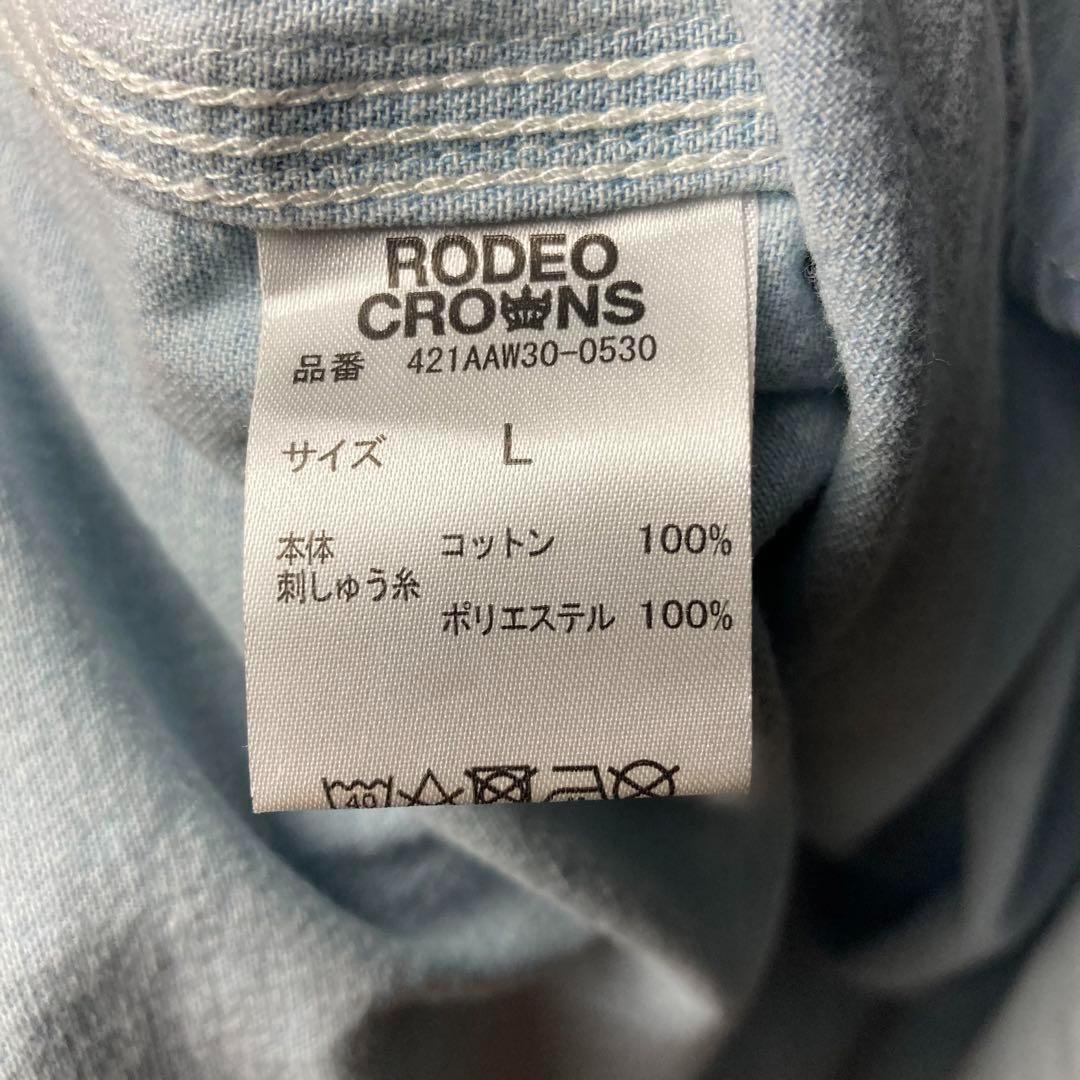 RODEO
CROWNS
品番 421AAW30-0530
サイズ L
本体 コットン 100%
刺しゅう糸
ポリエステル 100%
40